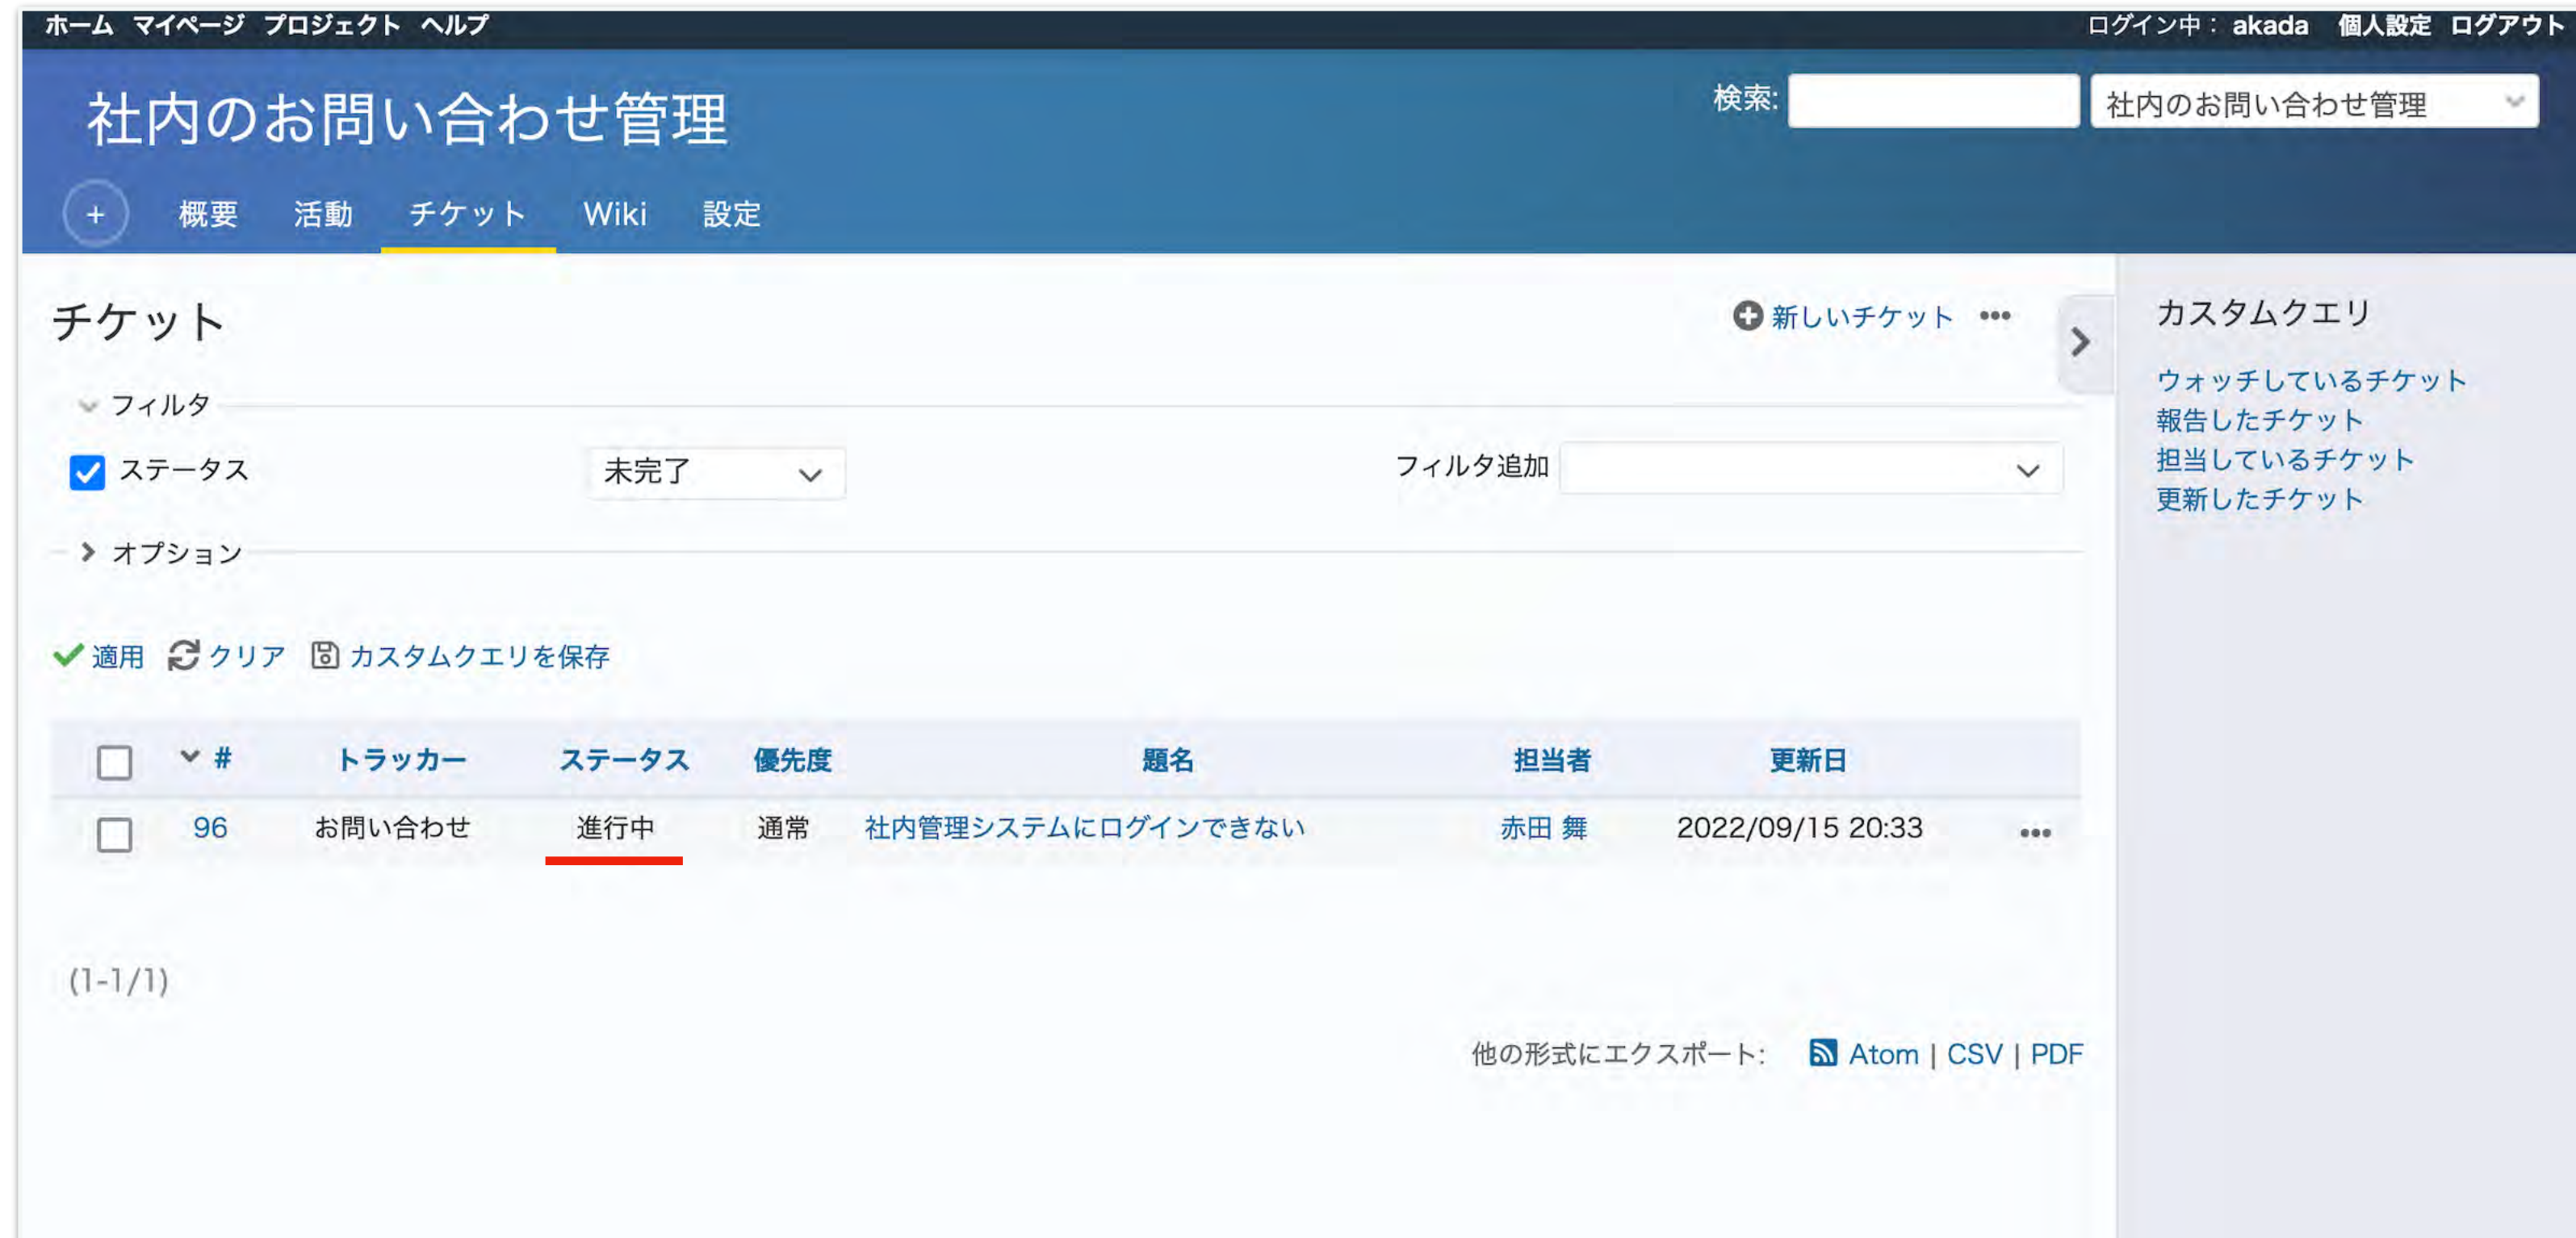 ホーム マイページ プロジェクト ヘルプ
ログイン中： akada 個人設定 ログアウト
社内のお問い合わせ管理
検索:
社内のお問い合わせ管理
+ 概要 活動 チケット Wiki 設定
チケット
新しいチケット
フィルタ
ステータス
未完了
フィルタ追加
オプション
適用 クリア カスタムクエリを保存
# トラッカー ステータス 優先度 題名 担当者 更新日
96 お問い合わせ 進行中 通常 社内管理システムにログインできない 赤田 舞 2022/09/15 20:33
(1-1/1)
他の形式にエクスポート: Atom | CSV | PDF
カスタムクエリ
ウォッチしているチケット
報告したチケット
担当しているチケット
更新したチケット